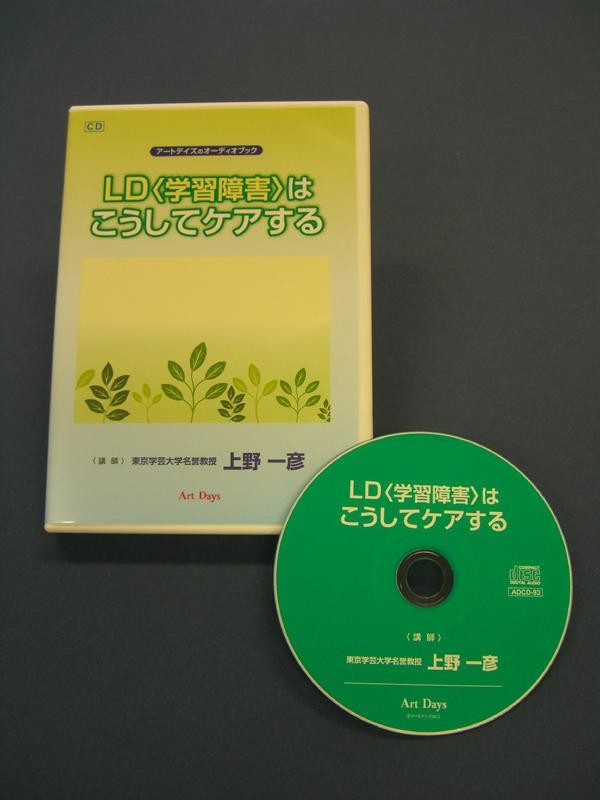 CD
アートデイズのオーディオブック
LD〈学習障害〉は
こうしてケアする
〈講師〉 東京学芸大学名誉教授 上野 一彦
Art Days
LD〈学習障害〉は
こうしてケアする
COMPACT
disc
DIGITAL AUDIO
ADCD-93
〈講師〉
東京学芸大学名誉教授 上野 一彦
Art Days